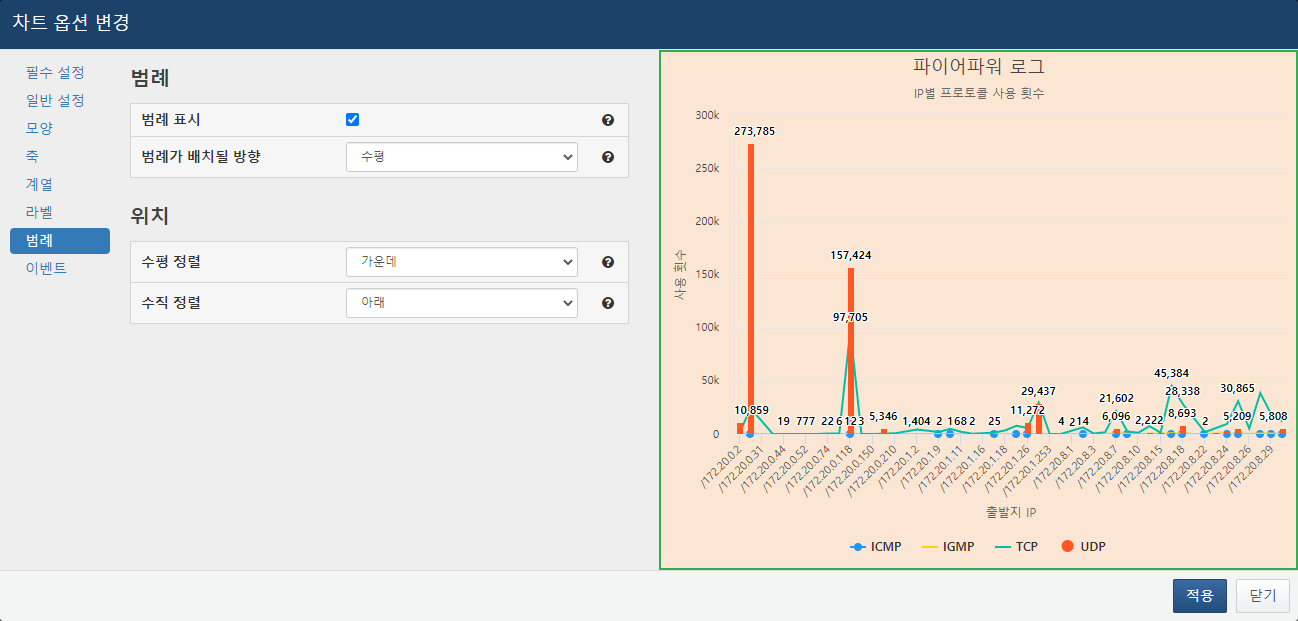 차트 옵션 변경
필수 설정
일반 설정
모양
축
계열
라벨
범례
이벤트
범례
범례 표시
범례가 배치될 방향
수평
위치
수평 정렬
가운데
수직 정렬
아래
파이어파워 로그
IP별 프로토콜 사용 횟수
사용 횟수
300k
250k
200k
150k
100k
50k
0
273,785
157,424
97,705
10,859
19
777
22
6
123
5,346
1,404
2
168
2
25
11,272
29,437
4
214
21,602
6,096
2,222
45,384
28,338
8,693
2
30,865
5,209
5,808
/172.20.0.2
/172.20.0.31
/172.20.0.44
/172.20.0.52
/172.20.0.74
/172.20.0.118
/172.20.0.150
/172.20.0.210
/172.20.1.2
/172.20.1.9
/172.20.1.11
/172.20.1.16
/172.20.1.18
/172.20.1.26
/172.20.1.253
/172.20.8.1
/172.20.8.3
/172.20.8.7
/172.20.8.10
/172.20.8.15
/172.20.8.18
/172.20.8.22
/172.20.8.24
/172.20.8.26
/172.20.8.29
출발지 IP
ICMP IGMP TCP UDP
적용 닫기